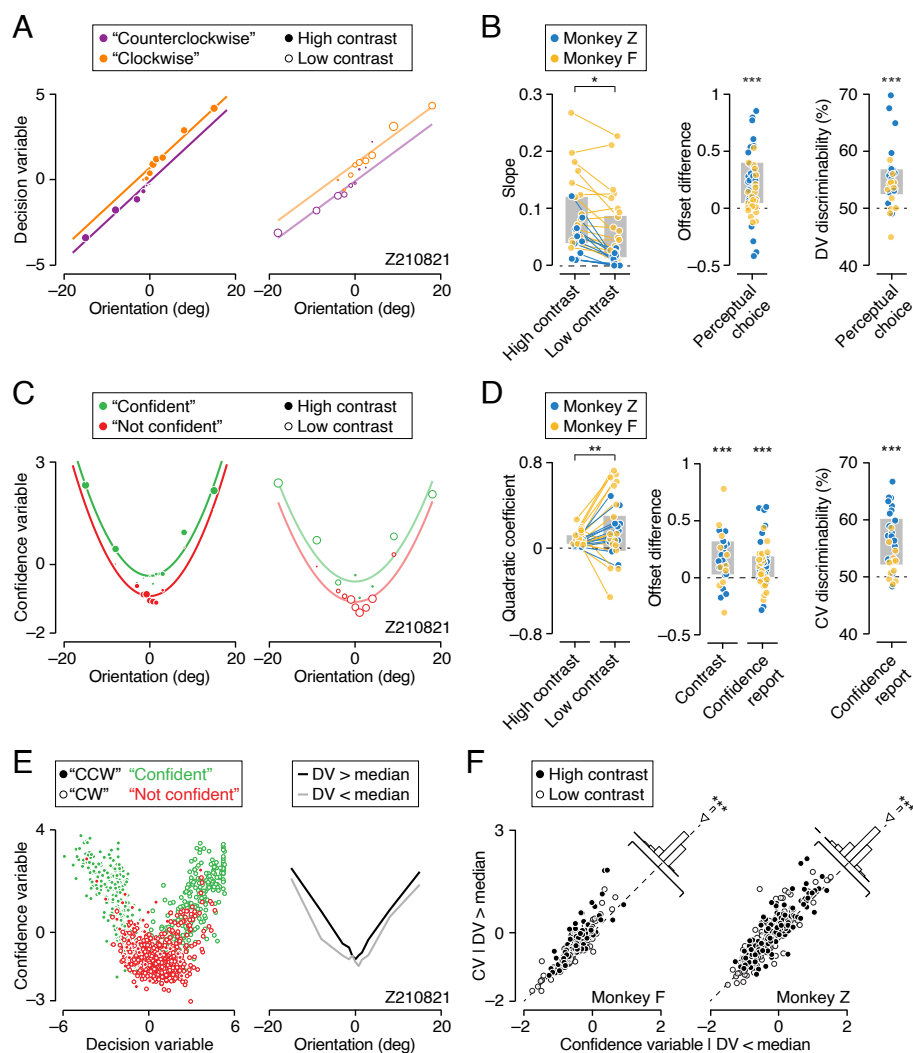 A
"Counterclockwise"
"Clockwise"
High contrast
Low contrast
Decision variable
5
0
−5
−20
0
20
Orientation (deg)
−20
0
20
Orientation (deg)
Z210821
B
Monkey Z
Monkey F
*
Slope
0.3
0.2
0.1
0
High contrast
Low contrast
***
Offset difference
1
0.5
0
−0.5
Perceptual
choice
***
DV discriminability (%)
70
60
50
40
Perceptual
choice
C
"Confident"
"Not confident"
High contrast
Low contrast
Confidence variable
3
0
−2
−20
0
20
Orientation (deg)
−20
0
20
Orientation (deg)
Z210821
D
Monkey Z
Monkey F
**
Quadratic coefficient
0.8
0
−0.8
High contrast
Low contrast
***
***
Offset difference
1
0.5
0
−0.5
Contrast
Confidence
report
***
CV discriminability (%)
70
60
50
40
Confidence
report
E
"CCW"
"Confident"
"CW"
"Not confident"
DV > median
DV < median
Confidence variable
4
0
−3
−6
0
6
Decision variable
−20
0
20
Orientation (deg)
Z210821
F
High contrast
Low contrast
CV | DV > median
3
0
−2
−2
0
2
Monkey F
***
−2
0
2
Monkey Z
***
Confidence variable | DV < median